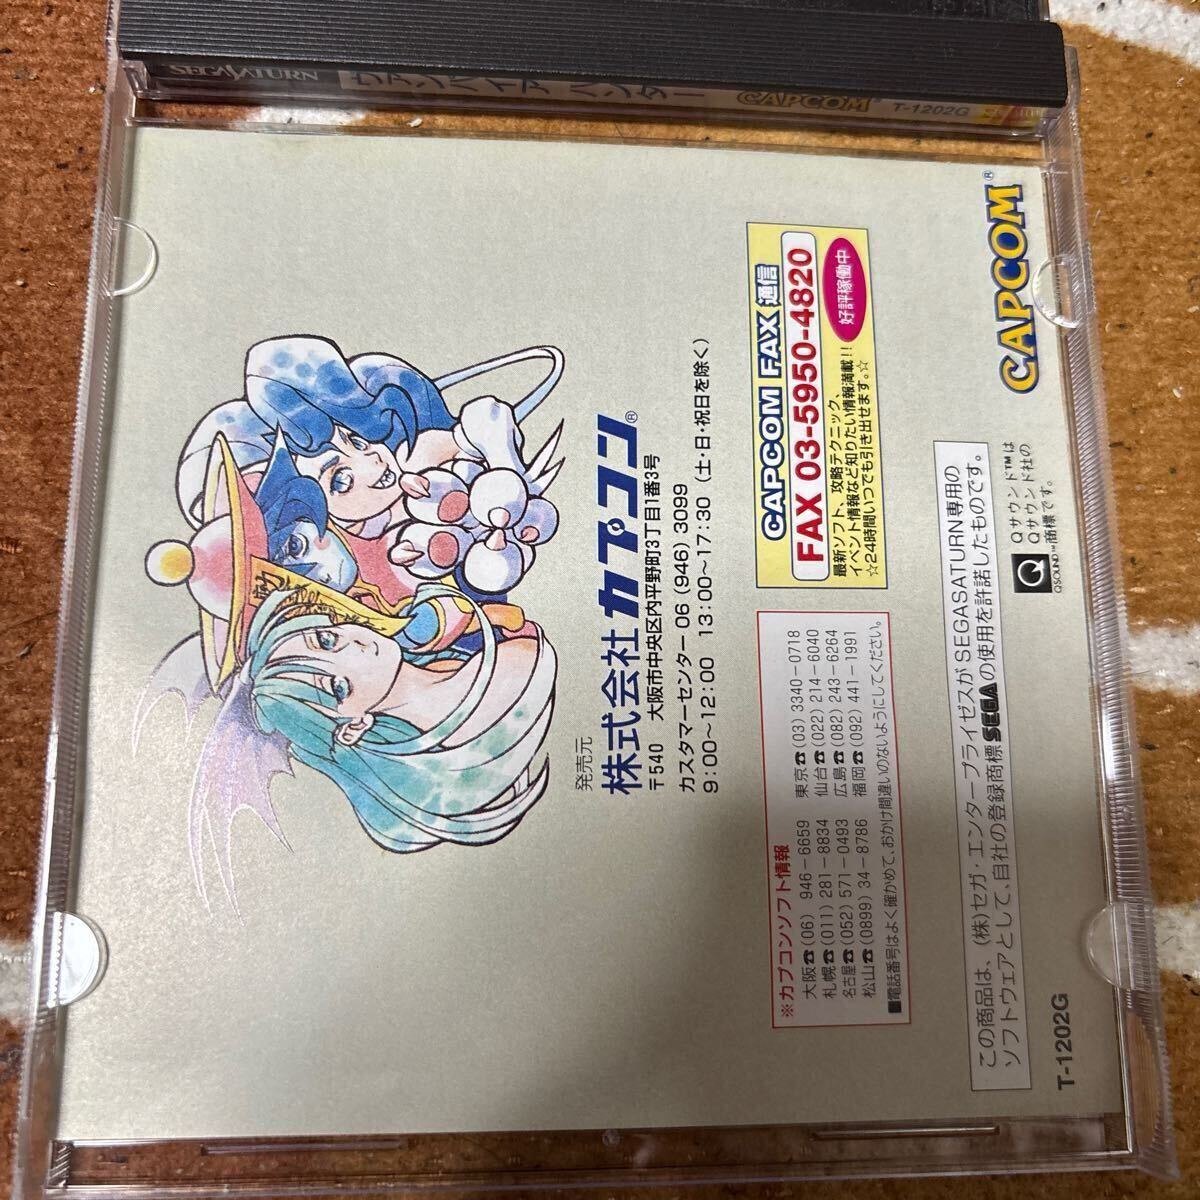 SEGA SATURN
ヴァンパイア ハンター
CAPCOM
T-1202G
勅
発売元
株式会社カプコン®
〒540 大阪市中央区内平野町3丁目1番3号
カスタマーセンター 06 (946) 3099
9:00~12:00 13:00~17:30 (土・日・祝日を除く)
※カプコンソフト情報
大阪☎(06) 946-6659 東京☎(03) 3340-0718
札幌☎(011) 281-8834 仙台☎(022) 214-6040
名古屋☎(052) 571-0493 広島☎(082) 243-6264
松山☎(0899) 34-8786 福岡☎(092) 441-1991
■電話番号はよく確かめて、おかけ間違いのないようにしてください。
CAPCOM FAX 通信
FAX 03-5950-4820
好評稼働中
最新ソフト、攻略テクニック、
イベント情報など知りたい情報満載!!
☆24時間いつでも引き出せます。☆
この商品は、(株)セガ・エンタープライゼスがSEGASATURN専用の
ソフトウェアとして、自社の登録商標SEGAの使用を許諾したものです。
Q QSOUND™
Qサウンド™は
Qサウンド社の
商標です。
T-1202G
CAPCOM®